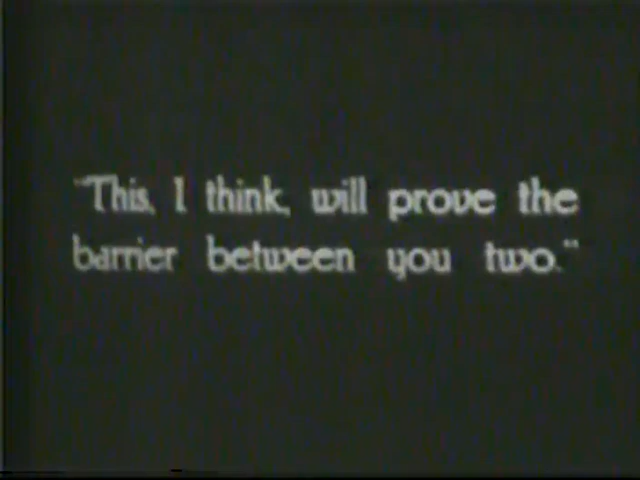 "This, I think, will prove the
barrier between you two."